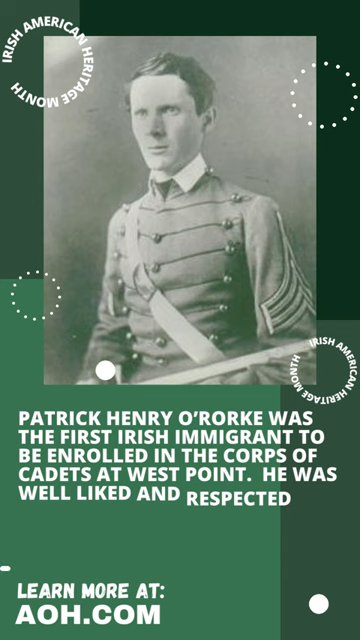 IRISH AMERICAN
HERITAGE MONTH
IRISH AMERICAN
HERITAGE MONTH
PATRICK HENRY O’RORKE WAS
THE FIRST IRISH IMMIGRANT TO
BE ENROLLED IN THE CORPS OF
CADETS AT WEST POINT.  HE WAS
WELL LIKED AND RESPECTED
LEARN MORE AT:
AOH.COM